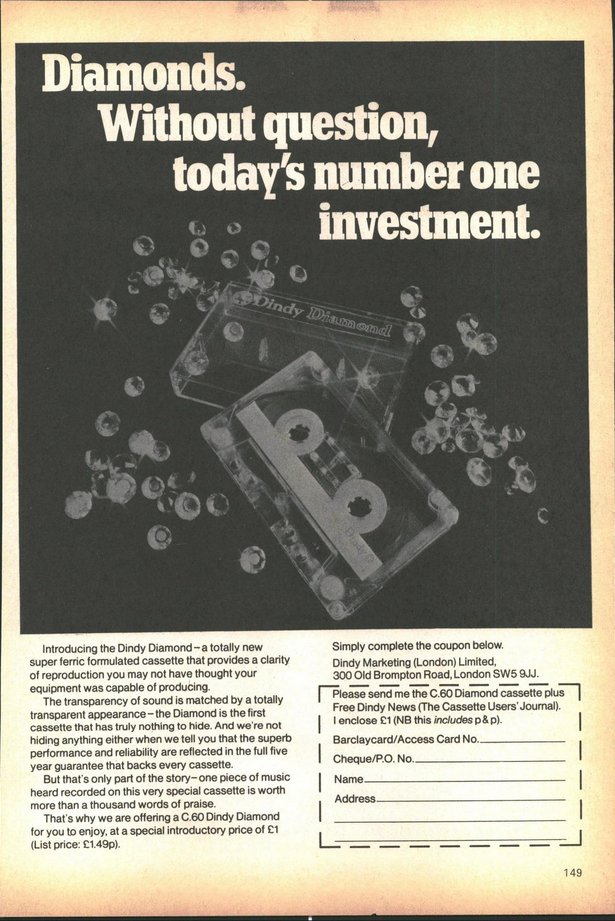 Diamonds.
Without question,
today's number one
investment.
Dindy Diamond
Introducing the Dindy Diamond – a totally new
super ferric formulated cassette that provides a clarity
of reproduction you may not have thought your
equipment was capable of producing.
The transparency of sound is matched by a totally
transparent appearance – the Diamond is the first
cassette that has truly nothing to hide. And we're not
hiding anything either when we tell you that the superb
performance and reliability are reflected in the full five
year guarantee that backs every cassette.
But that's only part of the story – one piece of music
heard recorded on this very special cassette is worth
more than a thousand words of praise.
That's why we are offering a C.60 Dindy Diamond
for you to enjoy, at a special introductory price of £1
(List price: £1.49p).
Simply complete the coupon below.
Dindy Marketing (London) Limited,
300 Old Brompton Road, London SW5 9JJ.
Please send me the C.60 Diamond cassette plus
Free Dindy News (The Cassette Users' Journal).
I enclose £1 (NB this includes p & p).
Barclaycard/Access Card No.
Cheque/P.O. No.
Name
Address
149